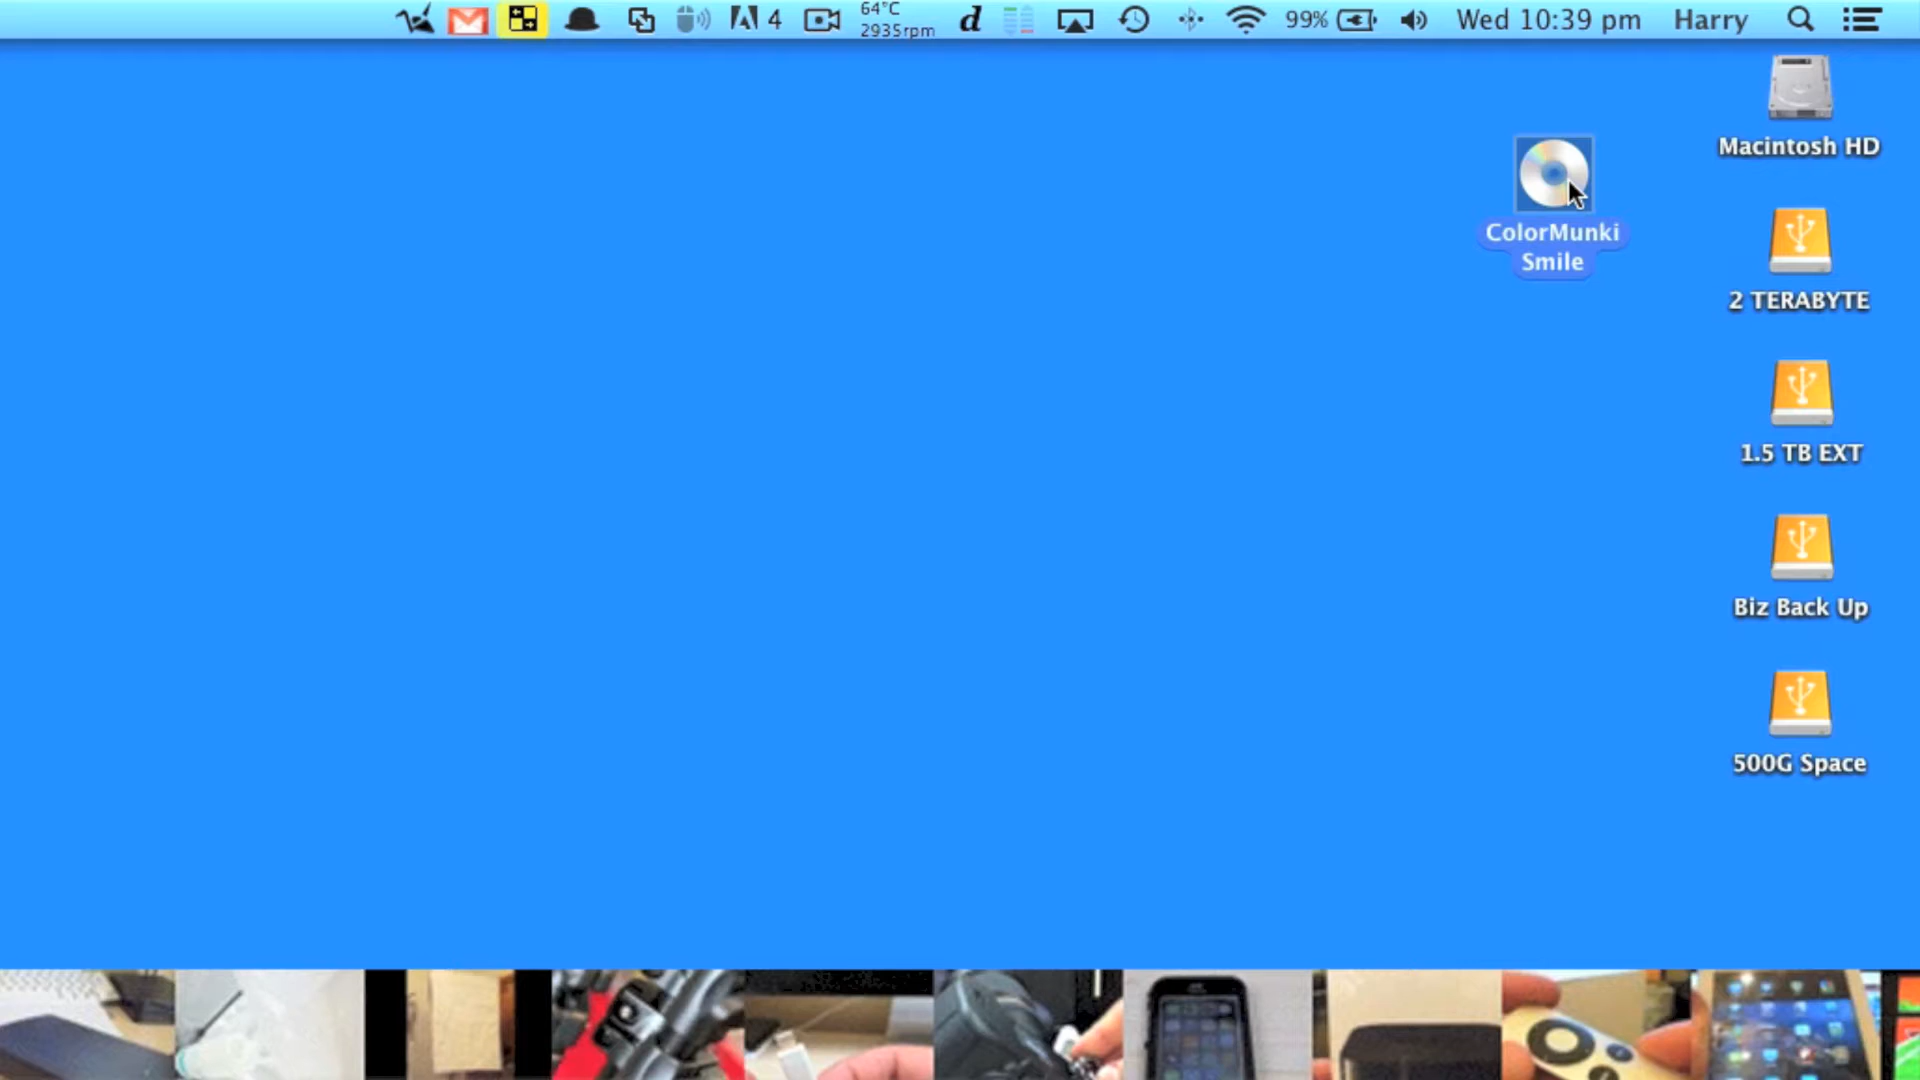 4
64°C
2935rpm
d
99%
Wed 10:39 pm
Harry
Macintosh HD
ColorMunki
Smile
2 TERABYTE
1.5 TB EXT
Biz Back Up
500G Space